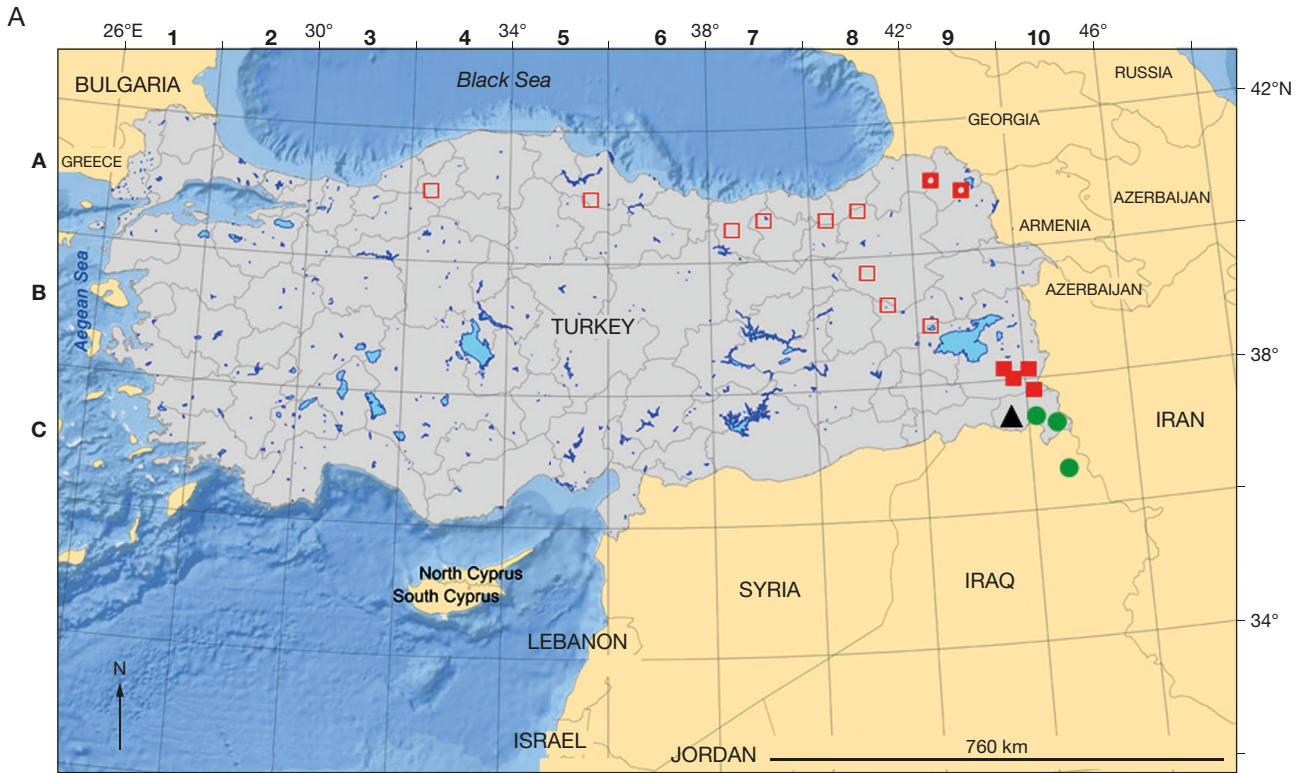 A
26°E 1 2 30° 3 4 34° 5 6 38° 7 8 42° 9 10 46°
BULGARIA
Black Sea
RUSSIA
42°N
GEORGIA
A
GREECE
AZERBAIJAN
ARMENIA
Aegean Sea
B
AZERBAIJAN
TURKEY
38°
C
IRAN
North Cyprus
South Cyprus
SYRIA
IRAQ
34°
LEBANON
N
ISRAEL
JORDAN
760 km